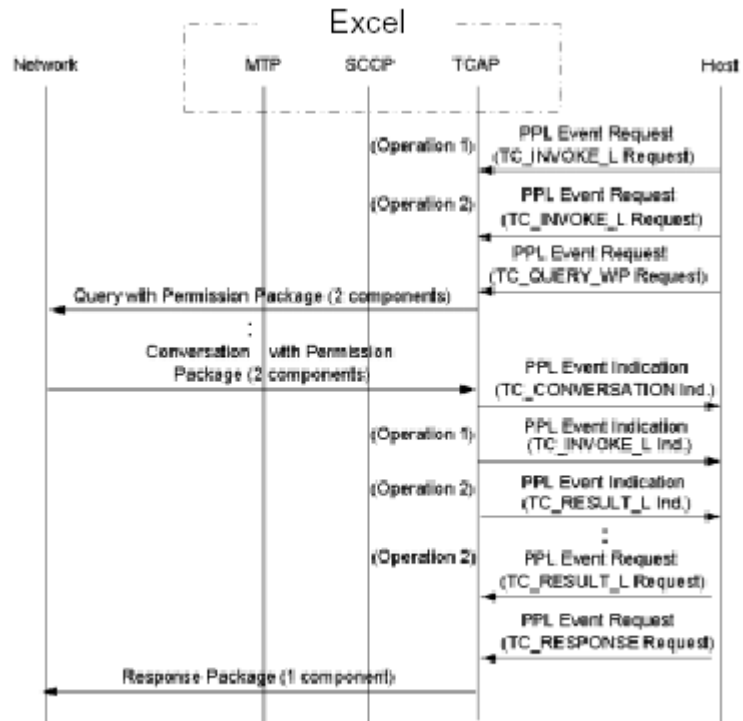 Excel
Network MTP SCCP TCAP Host
(Operation 1) PPL Event Request
(TC_INVOKE_L Request)
(Operation 2) PPL Event Request
(TC_INVOKE_L Request)
PPL Event Request
(TC_QUERY_WP Request)
Query with Permission Package (2 components)
:
Conversation with Permission
Package (2 components)
PPL Event Indication
(TC_CONVERSATION Ind.)
(Operation 1) PPL Event Indication
(TC_INVOKE_L Ind.)
(Operation 2) PPL Event Indication
(TC_RESULT_L Ind.)
:
(Operation 2) PPL Event Request
(TC_RESULT_L Request)
PPL Event Request
(TC_RESPONSE Request)
Response Package (1 component)